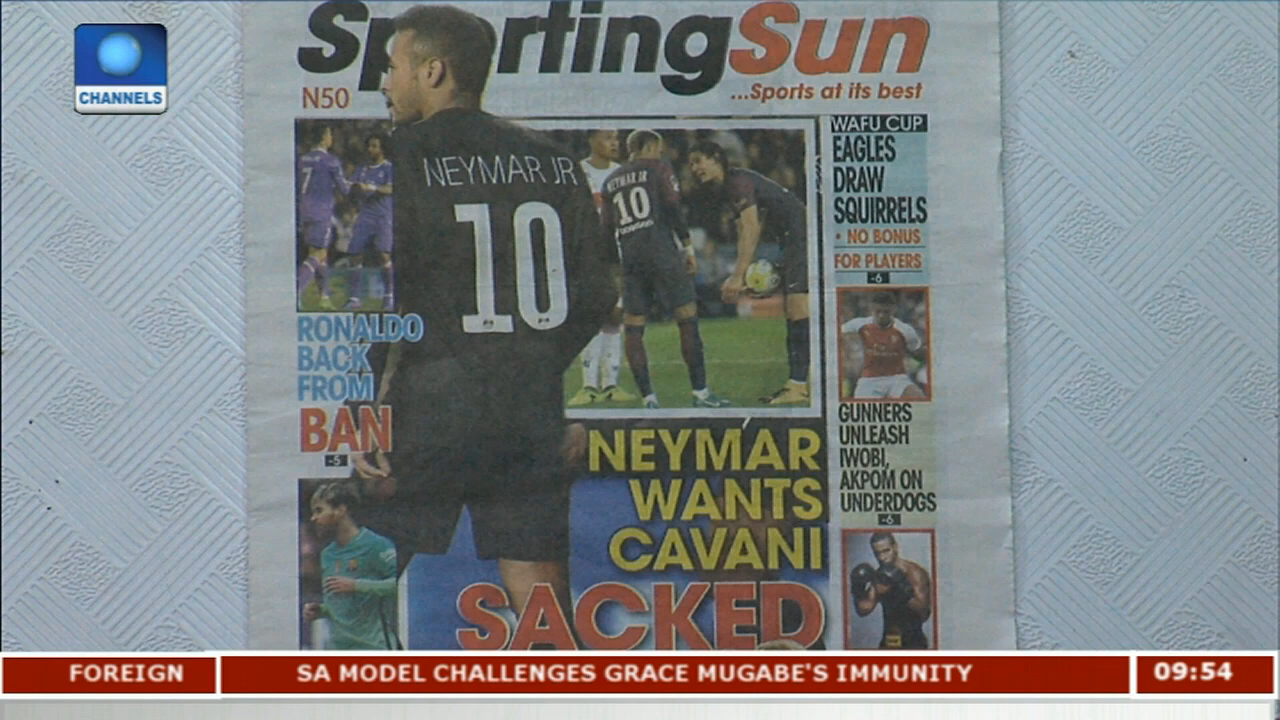 CHANNELS
SportingSun
N50
...Sports at its best
NEYMAR JR
10
7
NEYMAR JR
10
RONALDO
BACK
FROM
BAN
-5
NEYMAR
WANTS
CAVANI
SACKED
WAFU CUP
EAGLES
DRAW
SQUIRRELS
• NO BONUS
FOR PLAYERS
-6
GUNNERS
UNLEASH
IWOBI,
AKPOM ON
UNDERDOGS
-6
FOREIGN
SA MODEL CHALLENGES GRACE MUGABE'S IMMUNITY
09:54